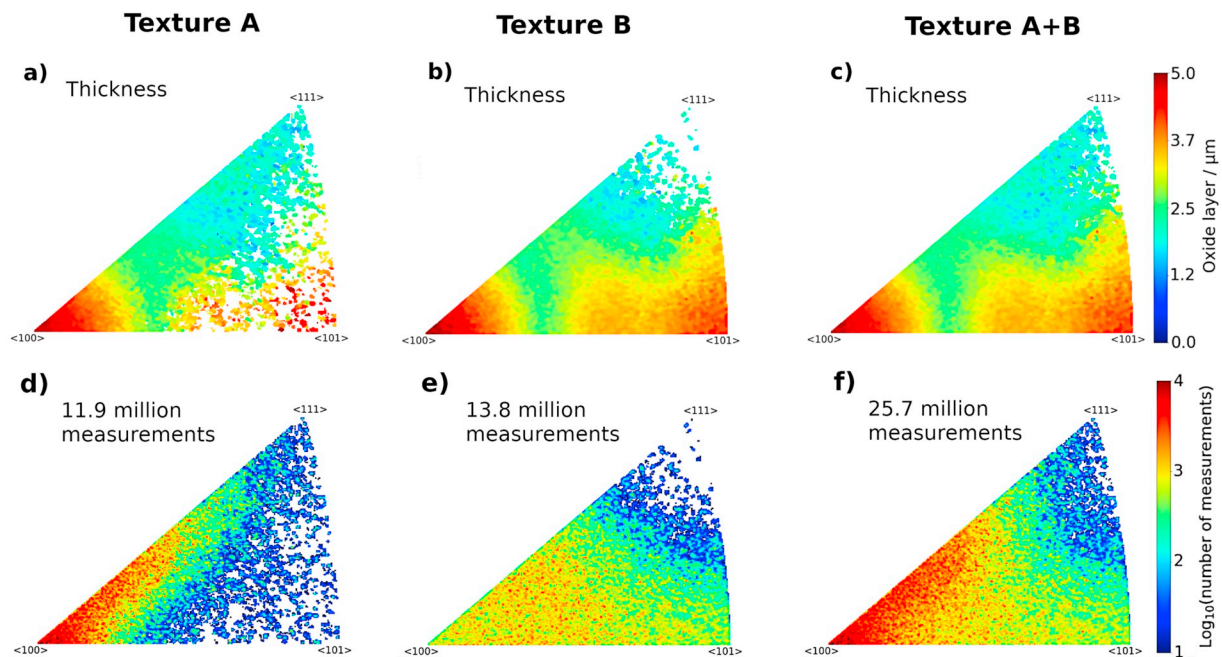 Texture A
Texture B
Texture A+B
a)
Thickness
<111>
<100>
<101>
b)
Thickness
<111>
<100>
<101>
c)
Thickness
<111>
<100>
<101>
5.0
3.7
2.5
1.2
0.0
Oxide layer / μm
d)
11.9 million
measurements
<111>
<100>
<101>
e)
13.8 million
measurements
<111>
<100>
<101>
f)
25.7 million
measurements
<111>
<100>
<101>
4
3
2
1
Log₁₀(number of measurements)